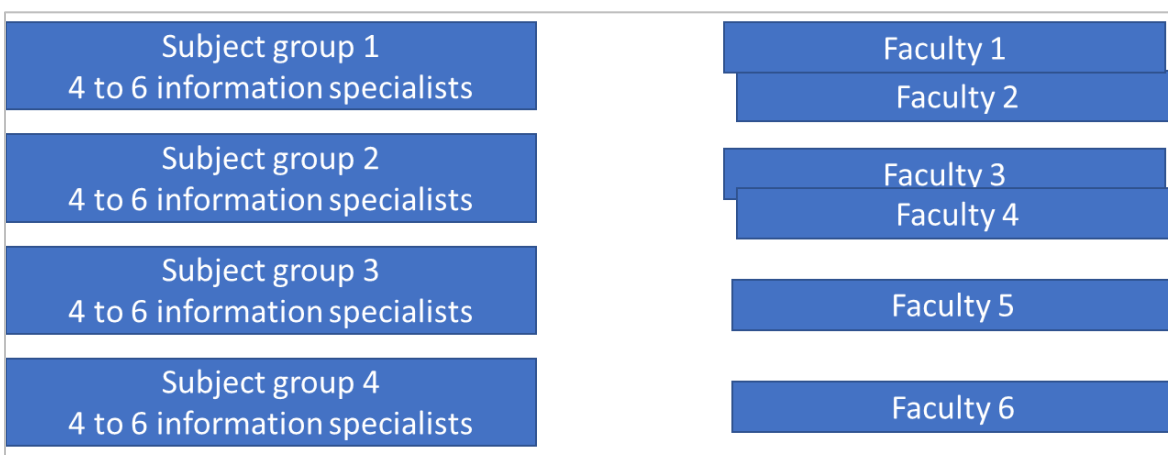 Subject group 1
4 to 6 information specialists
Subject group 2
4 to 6 information specialists
Subject group 3
4 to 6 information specialists
Subject group 4
4 to 6 information specialists
Faculty 1
Faculty 2
Faculty 3
Faculty 4
Faculty 5
Faculty 6